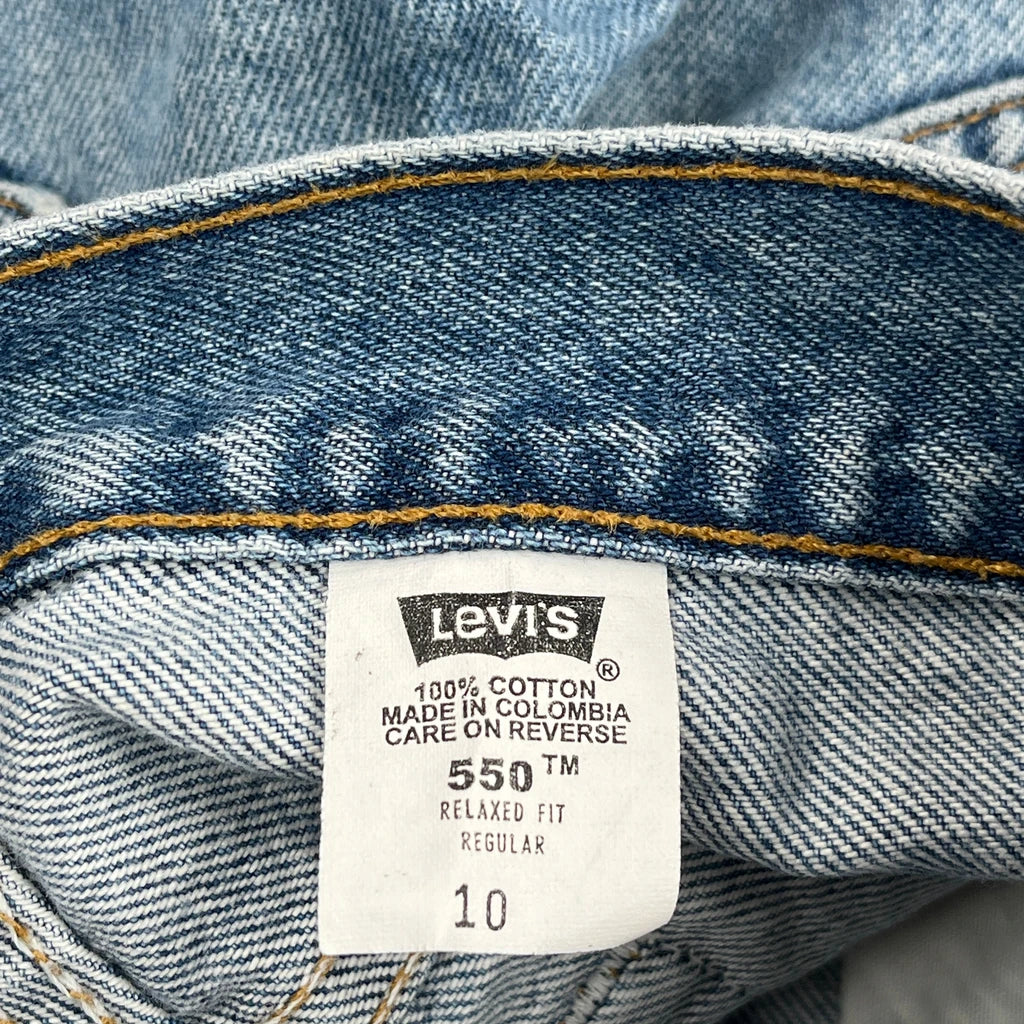 LEVI'S
®
100% COTTON
MADE IN COLOMBIA
CARE ON REVERSE
550™
RELAXED FIT
REGULAR
10